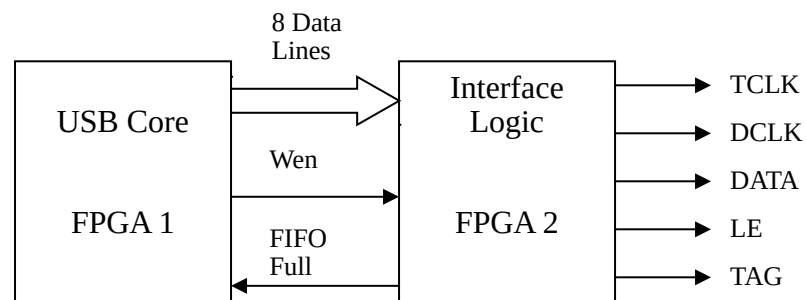 8 Data
Lines
USB Core
FPGA 1
Wen
FIFO
Full
Interface
Logic
FPGA 2
TCLK
DCLK
DATA
LE
TAG